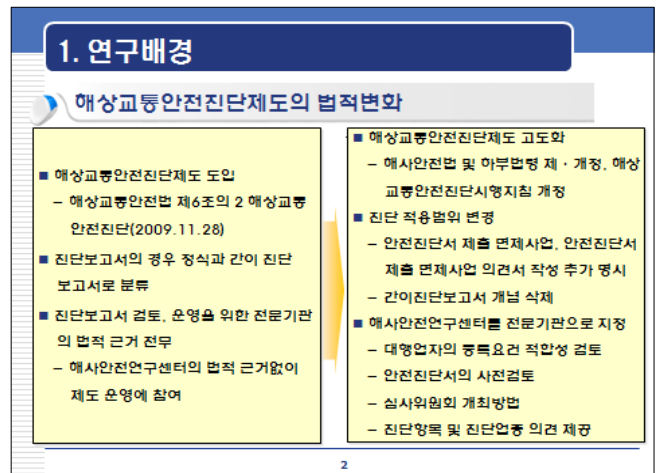 1. 연구배경
해상교통안전진단제도의 법적변화
■ 해상교통안전진단제도 도입
– 해상교통안전법 제6조의 2 해상교통
안전진단(2009.11.28)
■ 진단보고서의 경우 정식과 간이 진단
보고서로 분류
■ 진단보고서 검토, 운영을 위한 전문기관
의 법적 근거 전무
– 해사안전연구센터의 법적 근거없이
제도 운영에 참여
■ 해상교통안전진단제도 고도화
– 해사안전법 및 하부법령 제 · 개정, 해상
교통안전진단시행지침 개정
■ 진단 적용범위 변경
– 안전진단서 제출 면제사업, 안전진단서
제출 면제사업 의견서 작성 추가 명시
– 간이진단보고서 개념 삭제
■ 해사안전연구센터를 전문기관으로 지정
– 대행업자의 등록요건 적합성 검토
– 안전진단서의 사전검토
– 심사위원회 개최방법
– 진단항목 및 진단업종 의견 제공
2